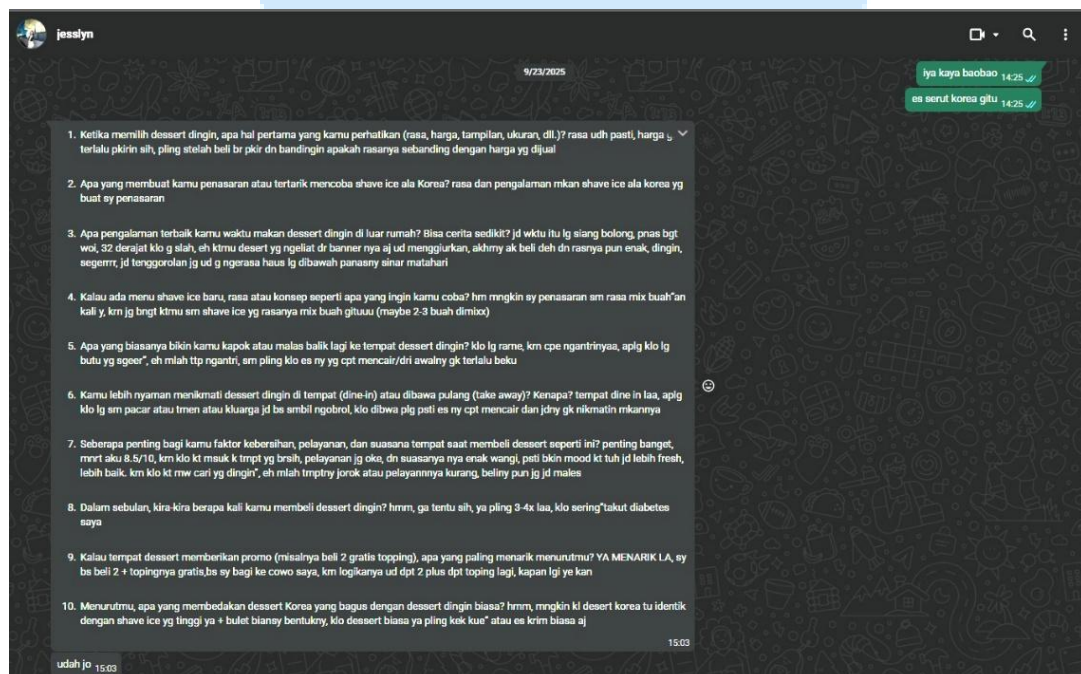 jesslyn
9/23/2025
iya kaya baobao 14:25
es serut korea gitu 14:25
1. Ketika memilih dessert dingin, apa hal pertama yang kamu perhatikan (rasa, harga, tampilan, ukuran, dll.)? rasa udh pasti, harga g
terlalu pkirin sih, pling stelah beli br pkir dn bandingin apakah rasanya sebanding dengan harga yg dijual
2. Apa yang membuat kamu penasaran atau tertarik mencoba shave ice ala Korea? rasa dan pengalaman mkan shave ice ala korea yg
buat sy penasaran
3. Apa pengalaman terbaik kamu waktu makan dessert dingin di luar rumah? Bisa cerita sedikit? jd wktu itu lg siang bolong, pnas bgt
woi, 32 derajat klo g slah, eh ktmu desert yg ngeliat dr banner nya aj ud menggiurkan, akhrny ak beli deh dn rasnya pun enak, dingin,
segerrrr, jd tenggorolan jg ud g ngerasa haus lg dibawah panasny sinar matahari
4. Kalau ada menu shave ice baru, rasa atau konsep seperti apa yang ingin kamu coba? hm mngkin sy penasaran sm rasa mix buah"an
kali y, krn jg bngt ktmu sm shave ice yg rasanya mix buah gituuu (maybe 2-3 buah dimixx)
5. Apa yang biasanya bikin kamu kapok atau malas balik lagi ke tempat dessert dingin? klo lg rame, krn cpe ngantrinyaa, aplg klo lg
butu yg sgeer", eh mlah ttp ngantri, sm pling klo es ny yg cpt mencair/dri awalny gk terlalu beku
6. Kamu lebih nyaman menikmati dessert dingin di tempat (dine-in) atau dibawa pulang (take away)? Kenapa? tempat dine in laa, aplg
klo lg sm pacar atau tmen atau kluarga jd bs smbil ngobrol, klo dibwa plg psti es ny cpt mencair dan jdny gk nikmatin mkannya
7. Seberapa penting bagi kamu faktor kebersihan, pelayanan, dan suasana tempat saat membeli dessert seperti ini? penting banget,
mnrt aku 8.5/10, krn klo kt msuk k tmpt yg brsih, pelayanan jg oke, dn suasanya nya enak wangi, psti bkin mood kt tuh jd lebih fresh,
lebih baik. krn klo kt mw cari yg dingin", eh mlah tmptny jorok atau pelayannnya kurang, beliny pun jg jd males
8. Dalam sebulan, kira-kira berapa kali kamu membeli dessert dingin? hmm, ga tentu sih, ya pling 3-4x laa, klo sering"takut diabetes
saya
9. Kalau tempat dessert memberikan promo (misalnya beli 2 gratis topping), apa yang paling menarik menurutmu? YA MENARIK LA, sy
bs beli 2 + topingnya gratis,bs sy bagi ke cowo saya, krn logikanya ud dpt 2 plus dpt toping lagi, kapan lgi ye kan
10. Menurutmu, apa yang membedakan dessert Korea yang bagus dengan dessert dingin biasa? hmm, mngkin kl desert korea tu identik
dengan shave ice yg tinggi ya + bulet biansy bentukny, klo dessert biasa ya pling kek kue" atau es krim biasa aj
15:03
udah jo 15:03